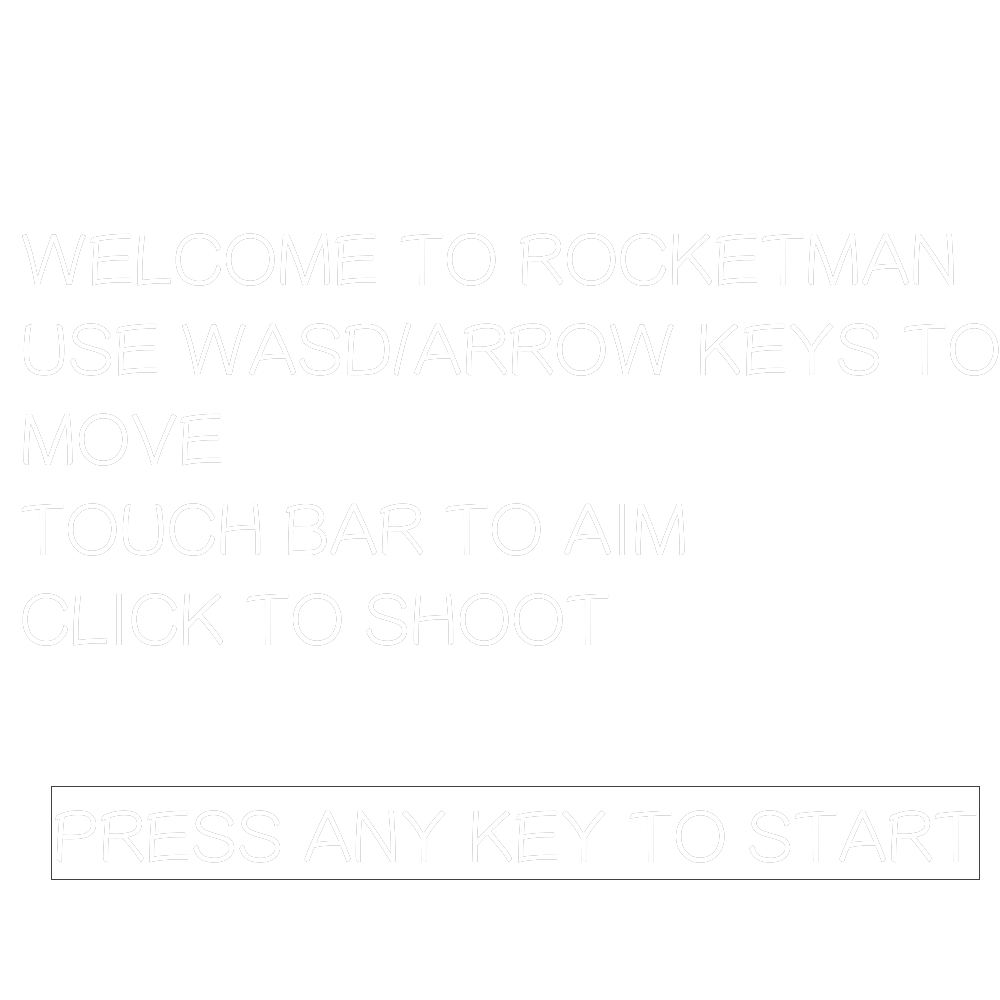 WELCOME TO ROCKETMAN
USE WASD/ARROW KEYS TO
MOVE
TOUCH BAR TO AIM
CLICK TO SHOOT
PRESS ANY KEY TO START